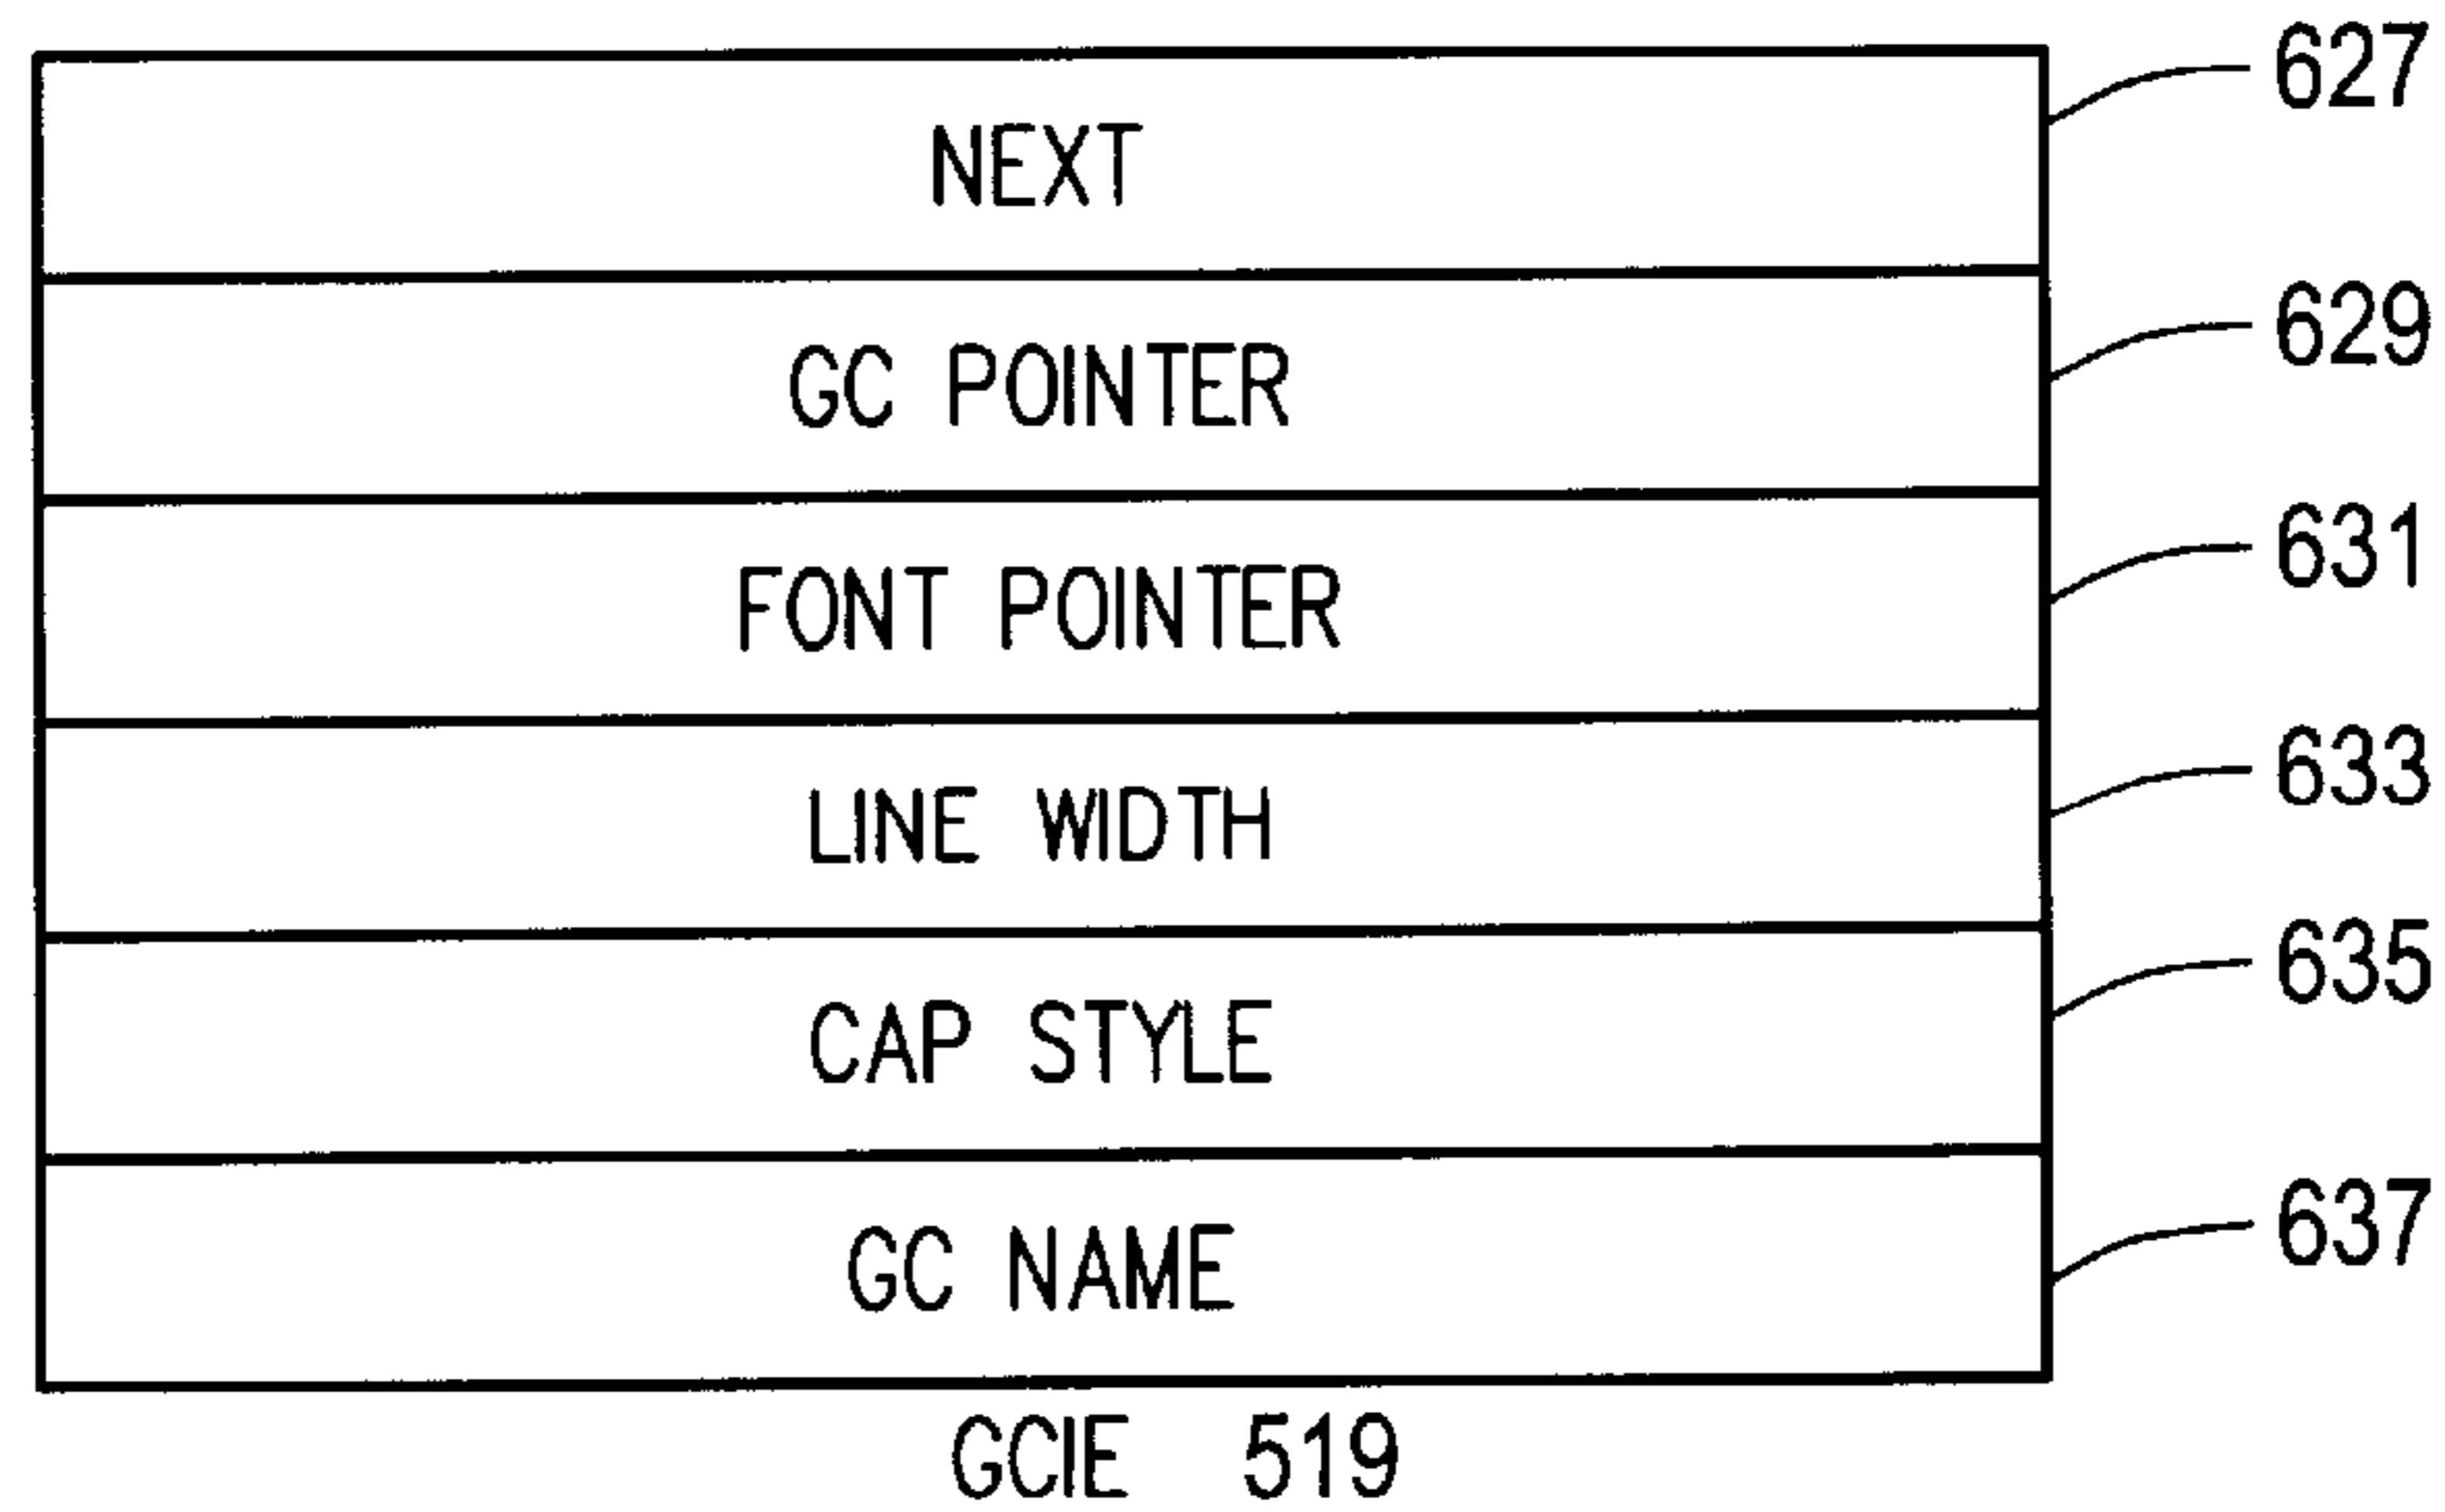 NEXT 627
GC POINTER 629
FONT POINTER 631
LINE WIDTH 633
CAP STYLE 635
GC NAME 637
GCIE 519